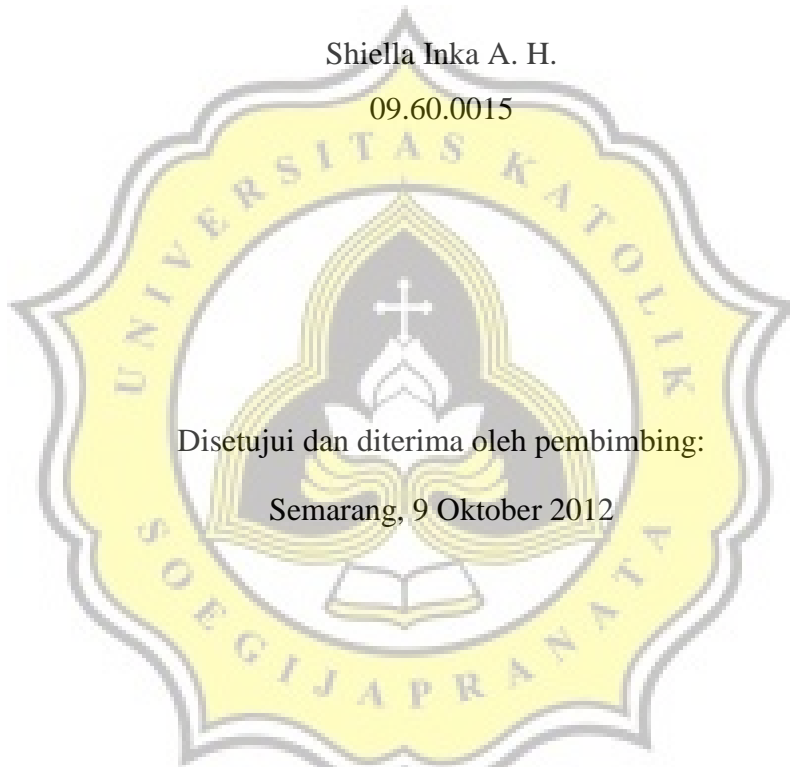 Shiella Inka A. H.
09.60.0015
UNIVERSITAS KATOLIK
Disetujui dan diterima oleh pembimbing:
Semarang, 9 Oktober 2012
SOEGIJAPRANATA